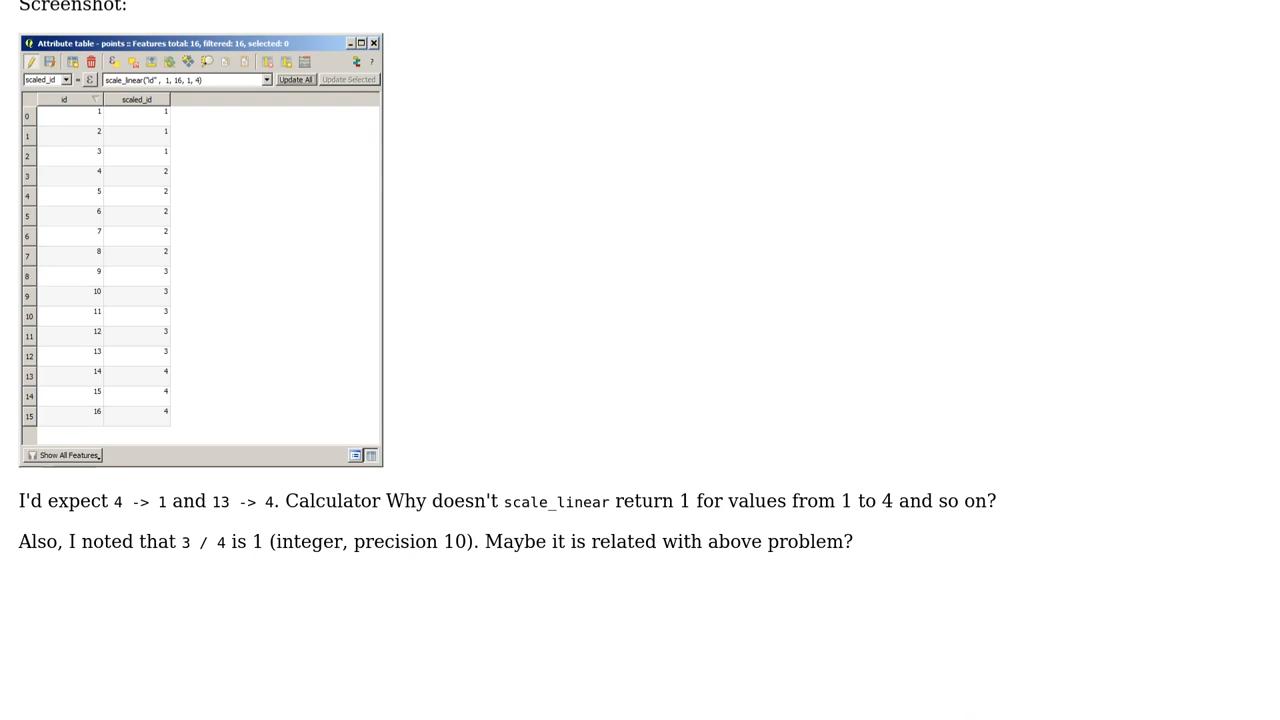 Screenshot:
Attribute table - points :: Features total: 16, filtered: 16, selected: 0
scaled_id = ε scale_linear("id" , 1, 16, 1, 4) Update All Update Selected
id scaled_id
0 1 1
1 2 1
2 3 1
3 4 2
4 5 2
5 6 2
6 7 2
7 8 2
8 9 3
9 10 3
10 11 3
11 12 3
12 13 3
13 14 4
14 15 4
15 16 4
Show All Features
I'd expect 4 -> 1 and 13 -> 4. Calculator Why doesn't scale_linear return 1 for values from 1 to 4 and so on?
Also, I noted that 3 / 4 is 1 (integer, precision 10). Maybe it is related with above problem?